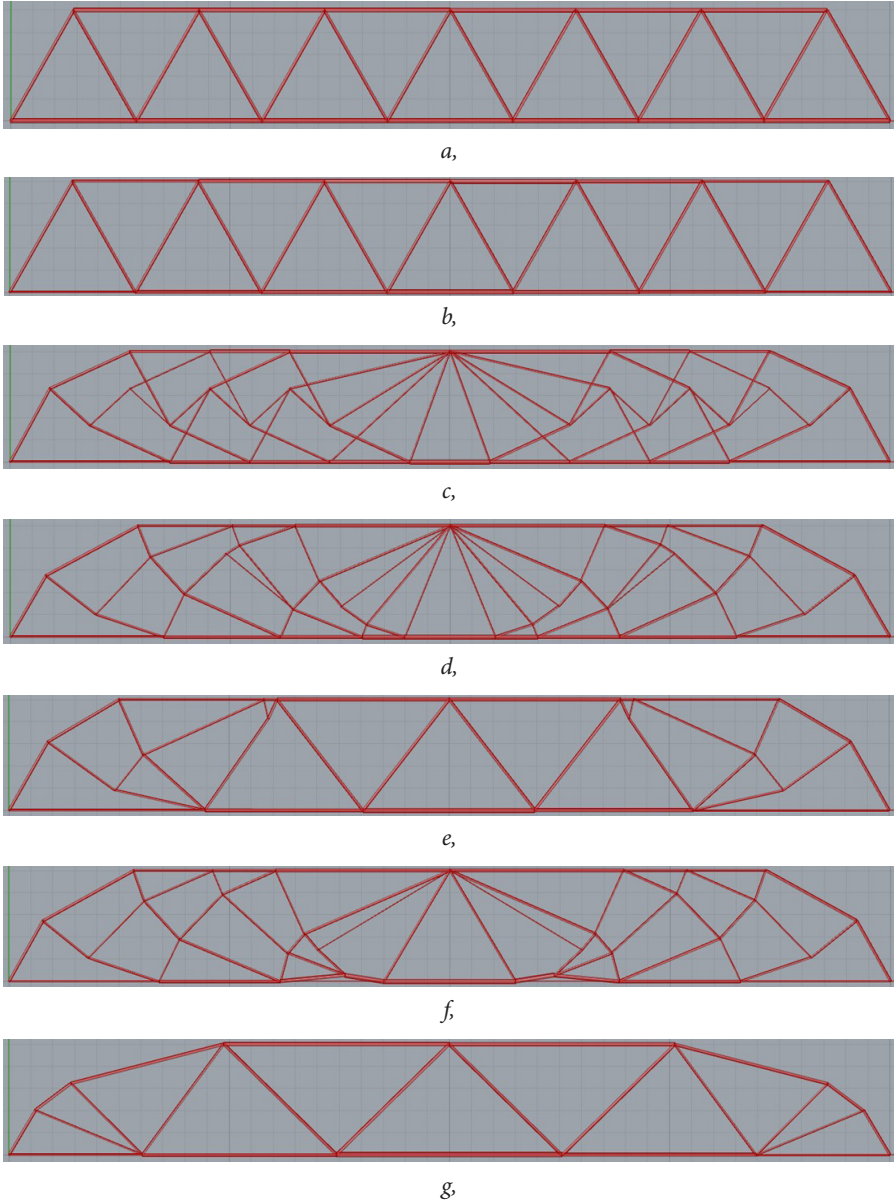 a,
b,
c,
d,
e,
f,
g,